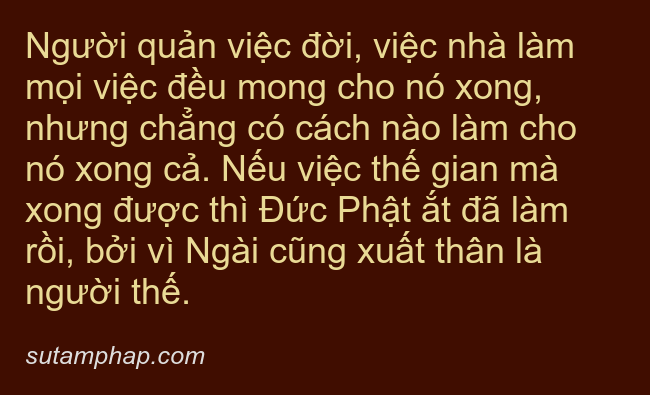 Người quản việc đời, việc nhà làm
mọi việc đều mong cho nó xong,
nhưng chẳng có cách nào làm cho
nó xong cả. Nếu việc thế gian mà
xong được thì Đức Phật ắt đã làm
rồi, bởi vì Ngài cũng xuất thân là
người thế.
sutamphap.com